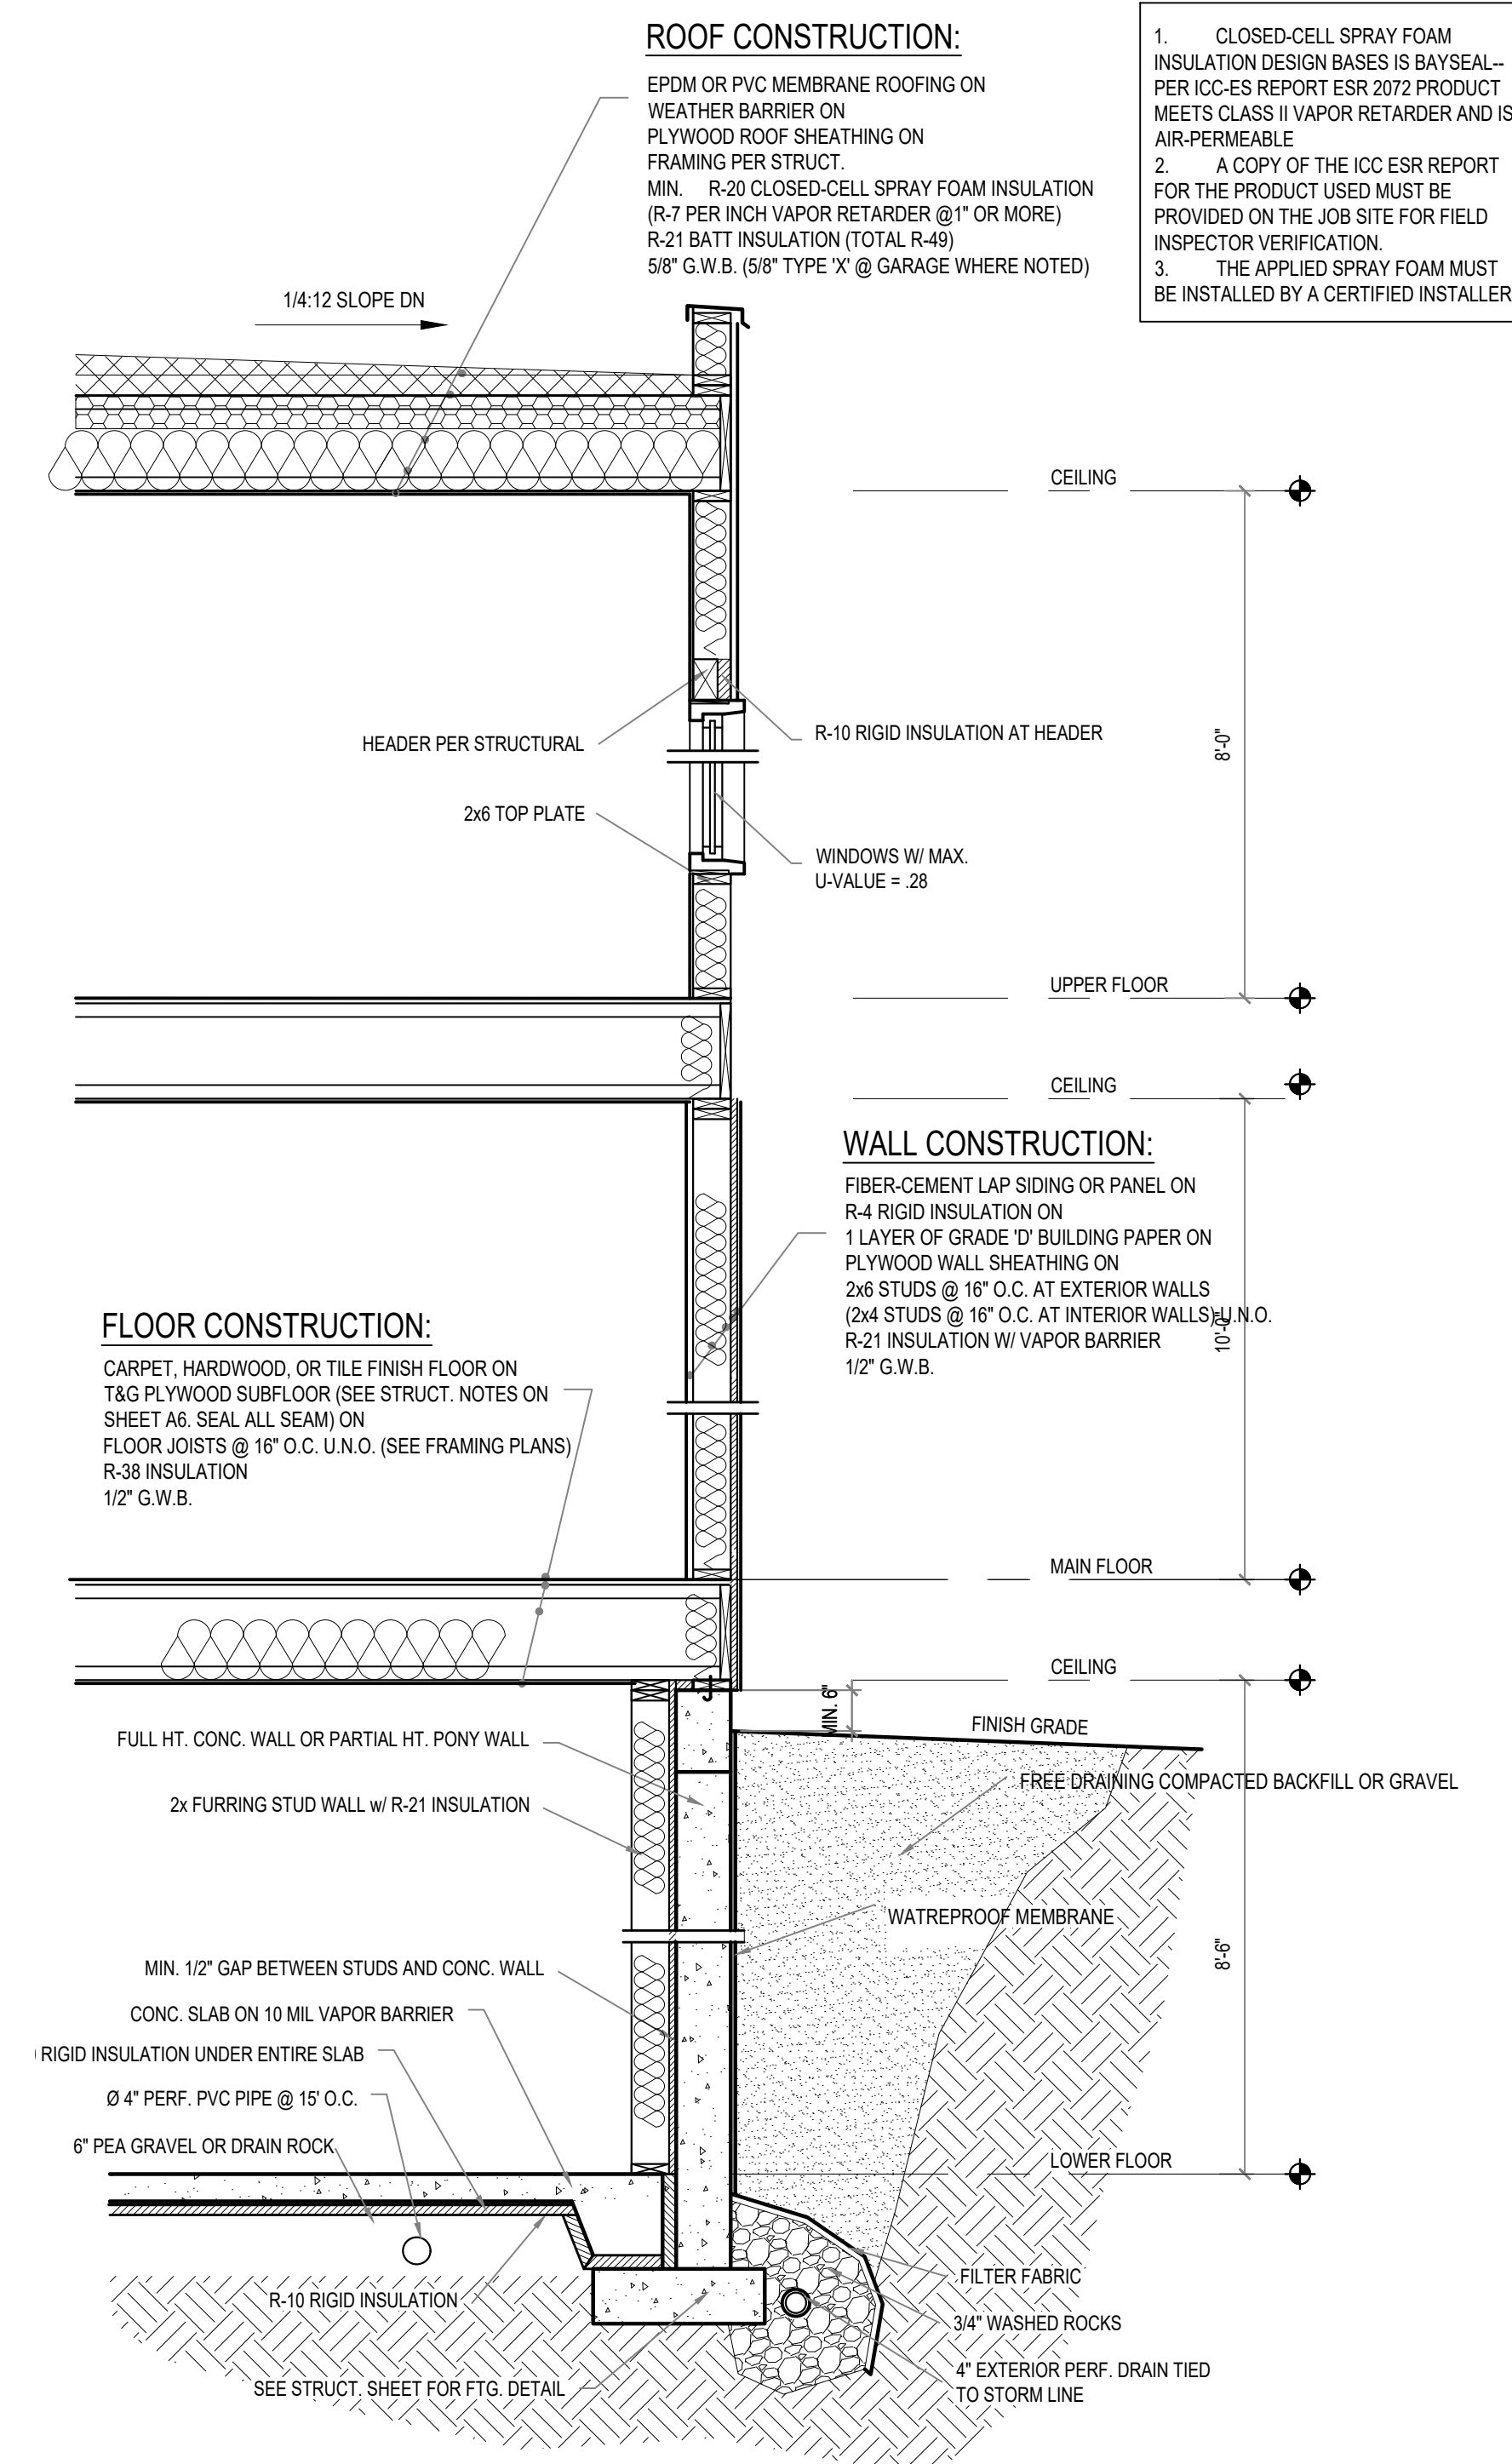 ROOF CONSTRUCTION:
EPDM OR PVC MEMBRANE ROOFING ON
WEATHER BARRIER ON
PLYWOOD ROOF SHEATHING ON
FRAMING PER STRUCT.
MIN. R-20 CLOSED-CELL SPRAY FOAM INSULATION
(R-7 PER INCH VAPOR RETARDER @1" OR MORE)
R-21 BATT INSULATION (TOTAL R-49)
5/8" G.W.B. (5/8" TYPE 'X' @ GARAGE WHERE NOTED)
1. CLOSED-CELL SPRAY FOAM
INSULATION DESIGN BASES IS BAYSEAL--
PER ICC-ES REPORT ESR 2072 PRODUCT
MEETS CLASS II VAPOR RETARDER AND IS
AIR-PERMEABLE
2. A COPY OF THE ICC ESR REPORT
FOR THE PRODUCT USED MUST BE
PROVIDED ON THE JOB SITE FOR FIELD
INSPECTOR VERIFICATION.
3. THE APPLIED SPRAY FOAM MUST
BE INSTALLED BY A CERTIFIED INSTALLER
1/4:12 SLOPE DN
CEILING
HEADER PER STRUCTURAL
R-10 RIGID INSULATION AT HEADER
8'-0"
2x6 TOP PLATE
WINDOWS W/ MAX.
U-VALUE = .28
UPPER FLOOR
CEILING
WALL CONSTRUCTION:
FIBER-CEMENT LAP SIDING OR PANEL ON
R-4 RIGID INSULATION ON
1 LAYER OF GRADE 'D' BUILDING PAPER ON
PLYWOOD WALL SHEATHING ON
2x6 STUDS @ 16" O.C. AT EXTERIOR WALLS
(2x4 STUDS @ 16" O.C. AT INTERIOR WALLS) U.N.O.
R-21 INSULATION W/ VAPOR BARRIER
1/2" G.W.B.
10'-0"
FLOOR CONSTRUCTION:
CARPET, HARDWOOD, OR TILE FINISH FLOOR ON
T&G PLYWOOD SUBFLOOR (SEE STRUCT. NOTES ON
SHEET A6. SEAL ALL SEAM) ON
FLOOR JOISTS @ 16" O.C. U.N.O. (SEE FRAMING PLANS)
R-38 INSULATION
1/2" G.W.B.
MAIN FLOOR
CEILING
MIN. 6"
FINISH GRADE
FULL HT. CONC. WALL OR PARTIAL HT. PONY WALL
FREE DRAINING COMPACTED BACKFILL OR GRAVEL
2x FURRING STUD WALL w/ R-21 INSULATION
WATREPROOF MEMBRANE
8'-6"
MIN. 1/2" GAP BETWEEN STUDS AND CONC. WALL
CONC. SLAB ON 10 MIL VAPOR BARRIER
RIGID INSULATION UNDER ENTIRE SLAB
Ø 4" PERF. PVC PIPE @ 15' O.C.
6" PEA GRAVEL OR DRAIN ROCK
LOWER FLOOR
R-10 RIGID INSULATION
FILTER FABRIC
3/4" WASHED ROCKS
SEE STRUCT. SHEET FOR FTG. DETAIL
4" EXTERIOR PERF. DRAIN TIED
TO STORM LINE